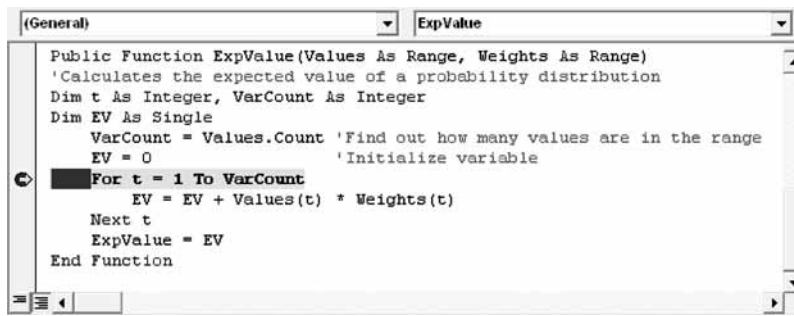 (General) ExpValue
Public Function ExpValue(Values As Range, Weights As Range)
'Calculates the expected value of a probability distribution
Dim t As Integer, VarCount As Integer
Dim EV As Single
VarCount = Values.Count 'Find out how many values are in the range
EV = 0 'Initialize variable
For t = 1 To VarCount
EV = EV + Values(t) * Weights(t)
Next t
ExpValue = EV
End Function